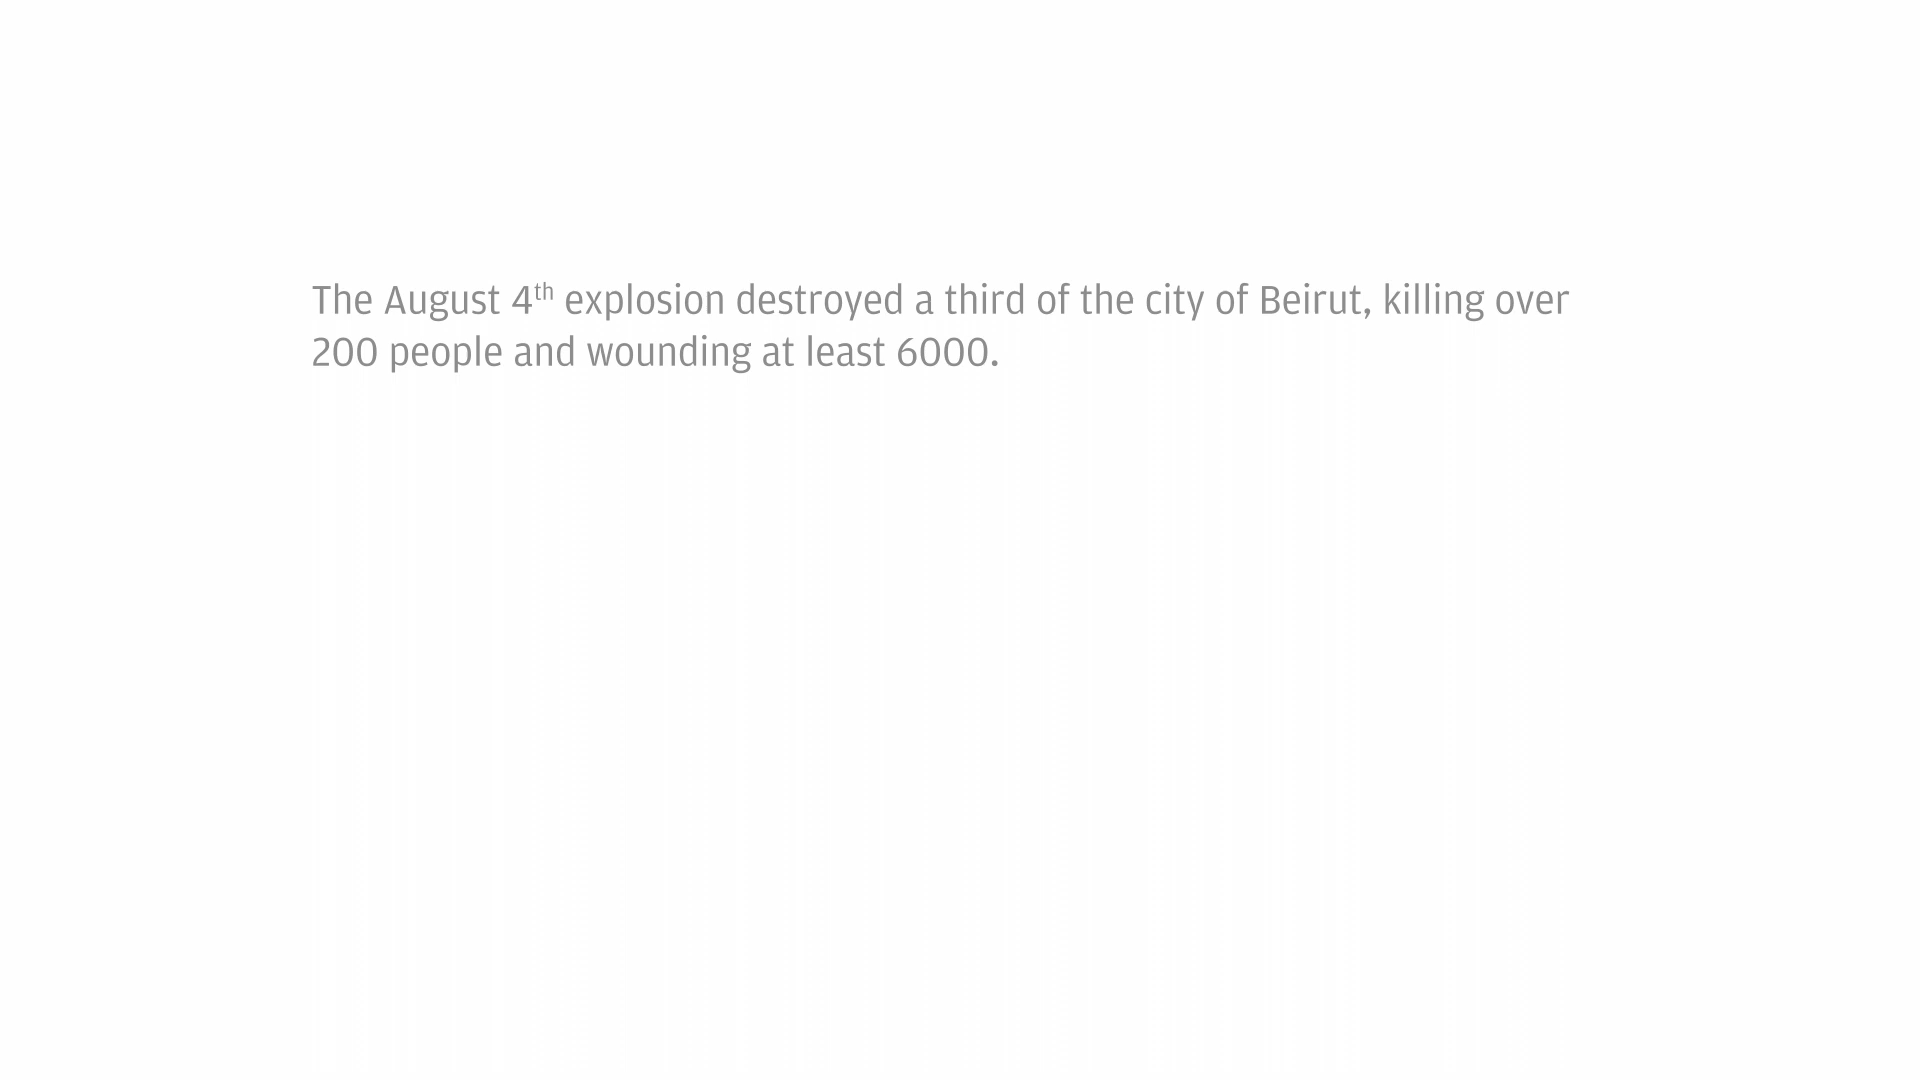 The August 4th explosion destroyed a third of the city of Beirut, killing over
200 people and wounding at least 6000.